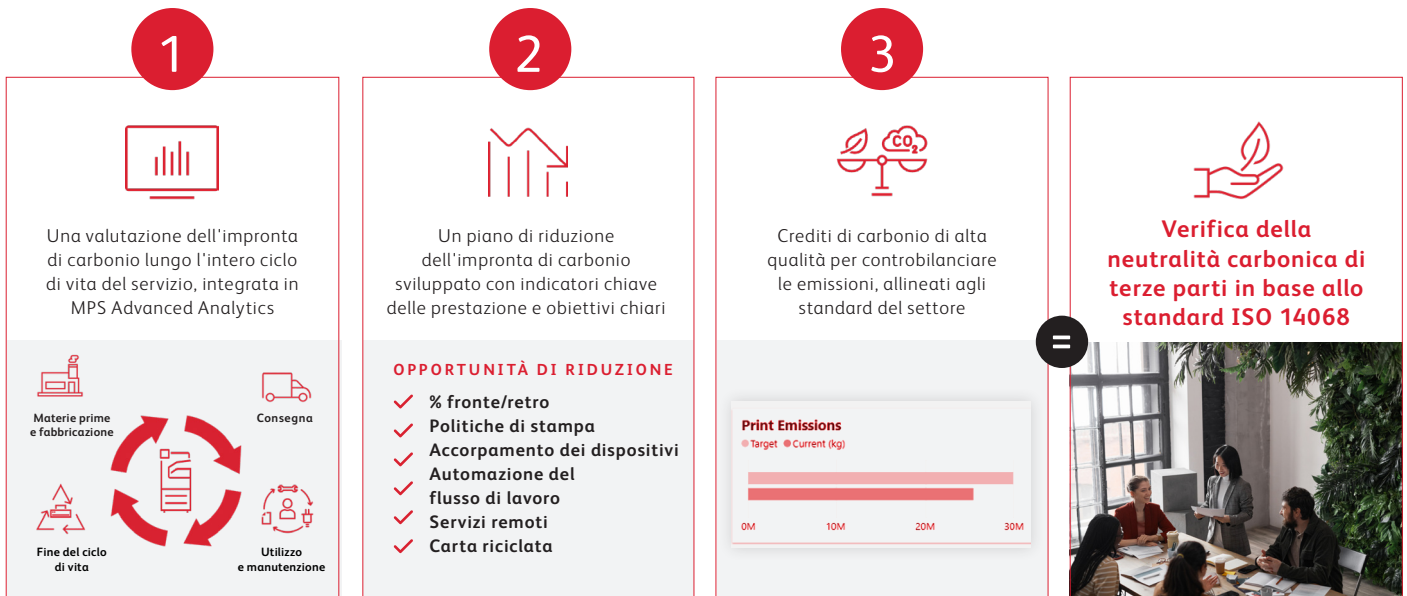 1
Una valutazione dell'impronta
di carbonio lungo l'intero ciclo
di vita del servizio, integrata in
MPS Advanced Analytics
Materie prime
e fabbricazione
Consegna
Fine del ciclo
di vita
Utilizzo
e manutenzione
2
Un piano di riduzione
dell'impronta di carbonio
sviluppato con indicatori chiave
delle prestazione e obiettivi chiari
OPPORTUNITÀ DI RIDUZIONE
% fronte/retro
Politiche di stampa
Accorpamento dei dispositivi
Automazione del
flusso di lavoro
Servizi remoti
Carta riciclata
3
CO2
Crediti di carbonio di alta
qualità per controbilanciare
le emissioni, allineati agli
standard del settore
Print Emissions
Target Current (kg)
0M 10M 20M 30M
=
Verifica della
neutralità carbonica di
terze parti in base allo
standard ISO 14068